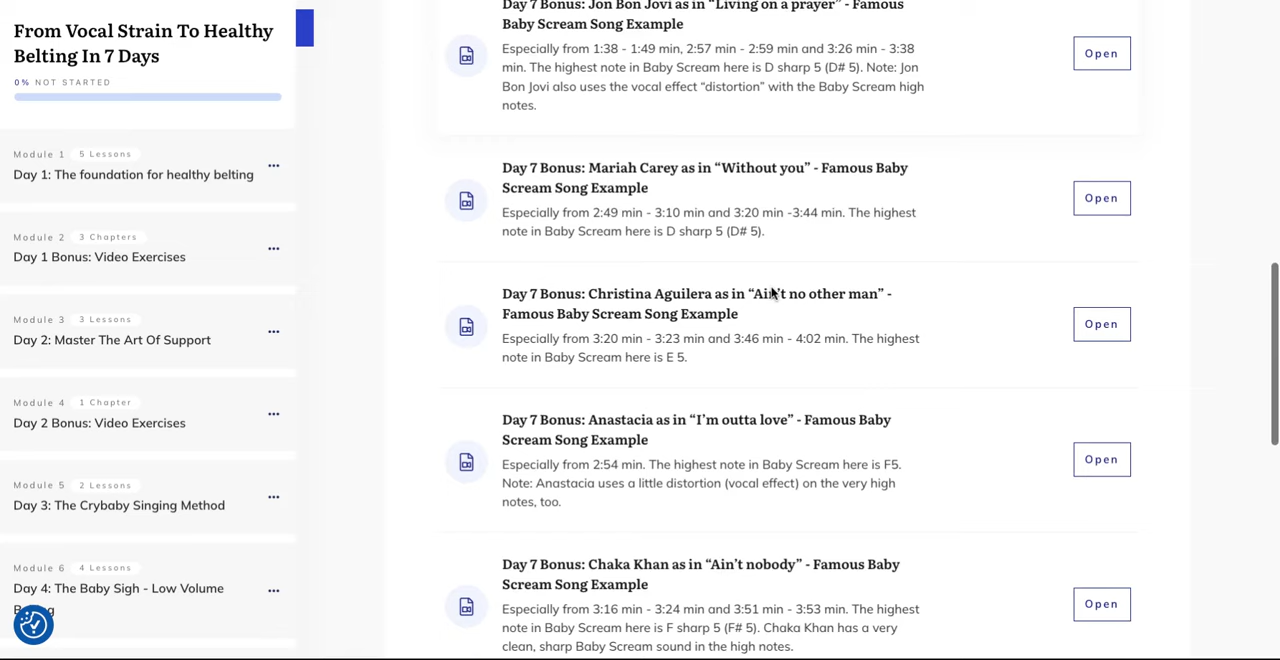 From Vocal Strain To Healthy
Belting In 7 Days
0% NOT STARTED
Module 1 5 Lessons
Day 1: The foundation for healthy belting
Module 2 3 Chapters
Day 1 Bonus: Video Exercises
Module 3 3 Lessons
Day 2: Master The Art Of Support
Module 4 1 Chapter
Day 2 Bonus: Video Exercises
Module 5 2 Lessons
Day 3: The Crybaby Singing Method
Module 6 4 Lessons
Day 4: The Baby Sigh - Low Volume
Day 7 Bonus: Jon Bon Jovi as in “Living on a prayer” - Famous
Baby Scream Song Example
Especially from 1:38 - 1:49 min, 2:57 min - 2:59 min and 3:26 min - 3:38
min. The highest note in Baby Scream here is D sharp 5 (D# 5). Note: Jon
Bon Jovi also uses the vocal effect “distortion” with the Baby Scream high
notes.
Open
Day 7 Bonus: Mariah Carey as in “Without you” - Famous Baby
Scream Song Example
Especially from 2:49 min - 3:10 min and 3:20 min -3:44 min. The highest
note in Baby Scream here is D sharp 5 (D# 5).
Open
Day 7 Bonus: Christina Aguilera as in “Ain’t no other man” -
Famous Baby Scream Song Example
Especially from 3:20 min - 3:23 min and 3:46 min - 4:02 min. The highest
note in Baby Scream here is E 5.
Open
Day 7 Bonus: Anastacia as in “I’m outta love” - Famous Baby
Scream Song Example
Especially from 2:54 min. The highest note in Baby Scream here is F5.
Note: Anastacia uses a little distortion (vocal effect) on the very high
notes, too.
Open
Day 7 Bonus: Chaka Khan as in “Ain’t nobody” - Famous Baby
Scream Song Example
Especially from 3:16 min - 3:24 min and 3:51 min - 3:53 min. The highest
note in Baby Scream here is F sharp 5 (F# 5). Chaka Khan has a very
clean, sharp Baby Scream sound in the high notes.
Open